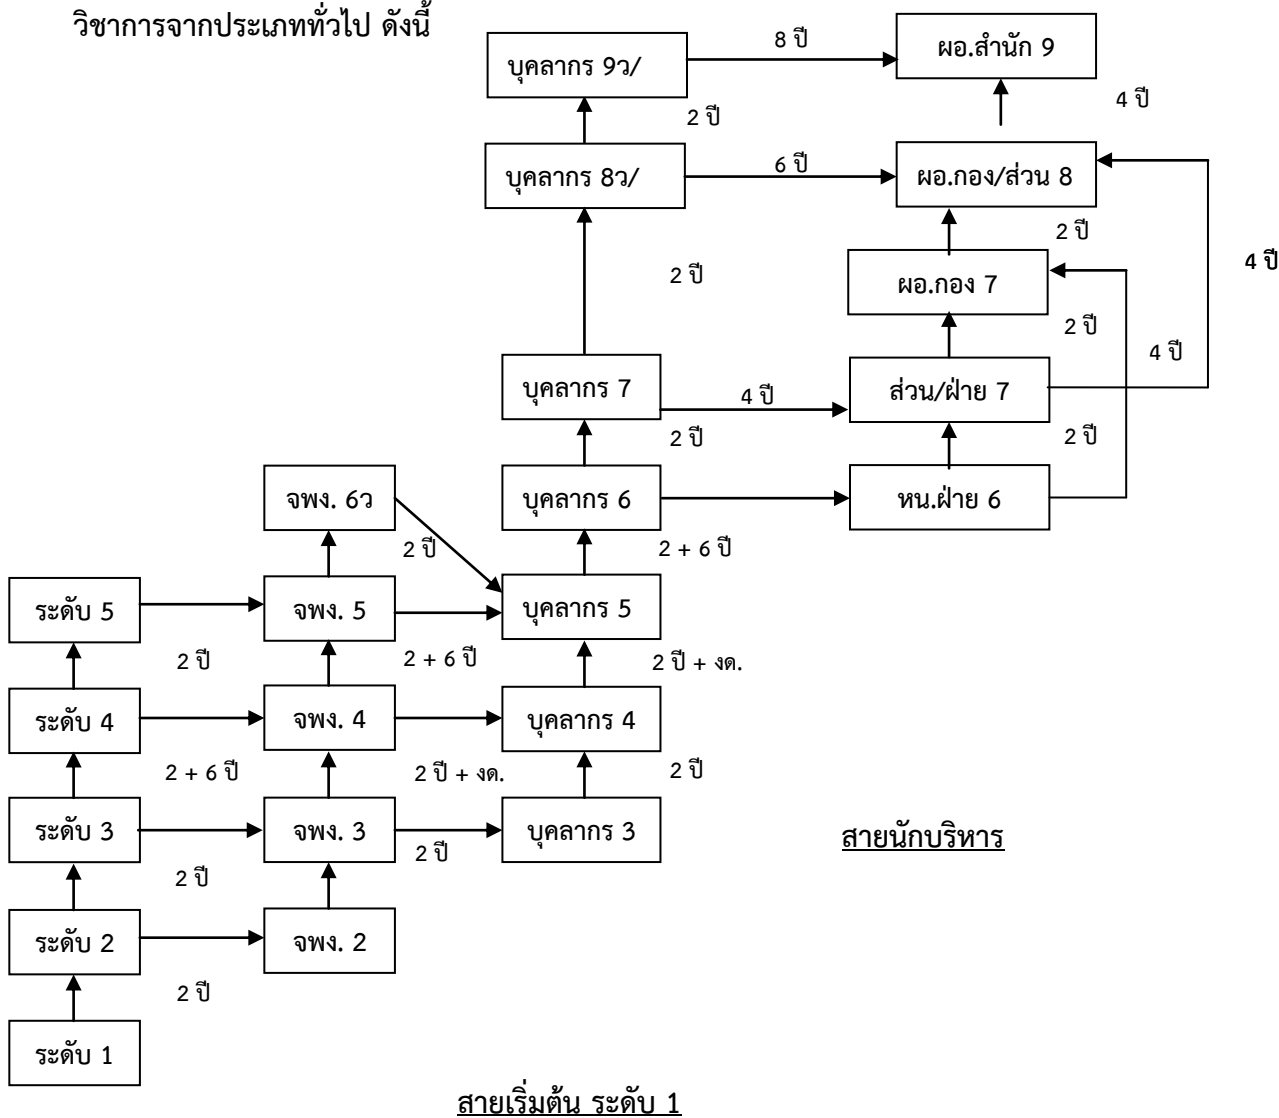 วิชาการจากประเภททั่วไป ดังนี้
8 ปี
ผอ.สำนัก 9
บุคลากร 9ว/
4 ปี
2 ปี
6 ปี
บุคลากร 8ว/
ผอ.กอง/ส่วน 8
2 ปี
4 ปี
2 ปี
ผอ.กอง 7
2 ปี
4 ปี
บุคลากร 7
4 ปี
ส่วน/ฝ่าย 7
2 ปี
2 ปี
จพง. 6ว
บุคลากร 6
หน.ฝ่าย 6
2 ปี
2 + 6 ปี
ระดับ 5
จพง. 5
บุคลากร 5
2 ปี
2 + 6 ปี
2 ปี + งด.
ระดับ 4
จพง. 4
บุคลากร 4
2 + 6 ปี
2 ปี + งด.
2 ปี
ระดับ 3
จพง. 3
บุคลากร 3
สายนักบริหาร
2 ปี
2 ปี
ระดับ 2
จพง. 2
2 ปี
ระดับ 1
สายเริ่มต้น ระดับ 1